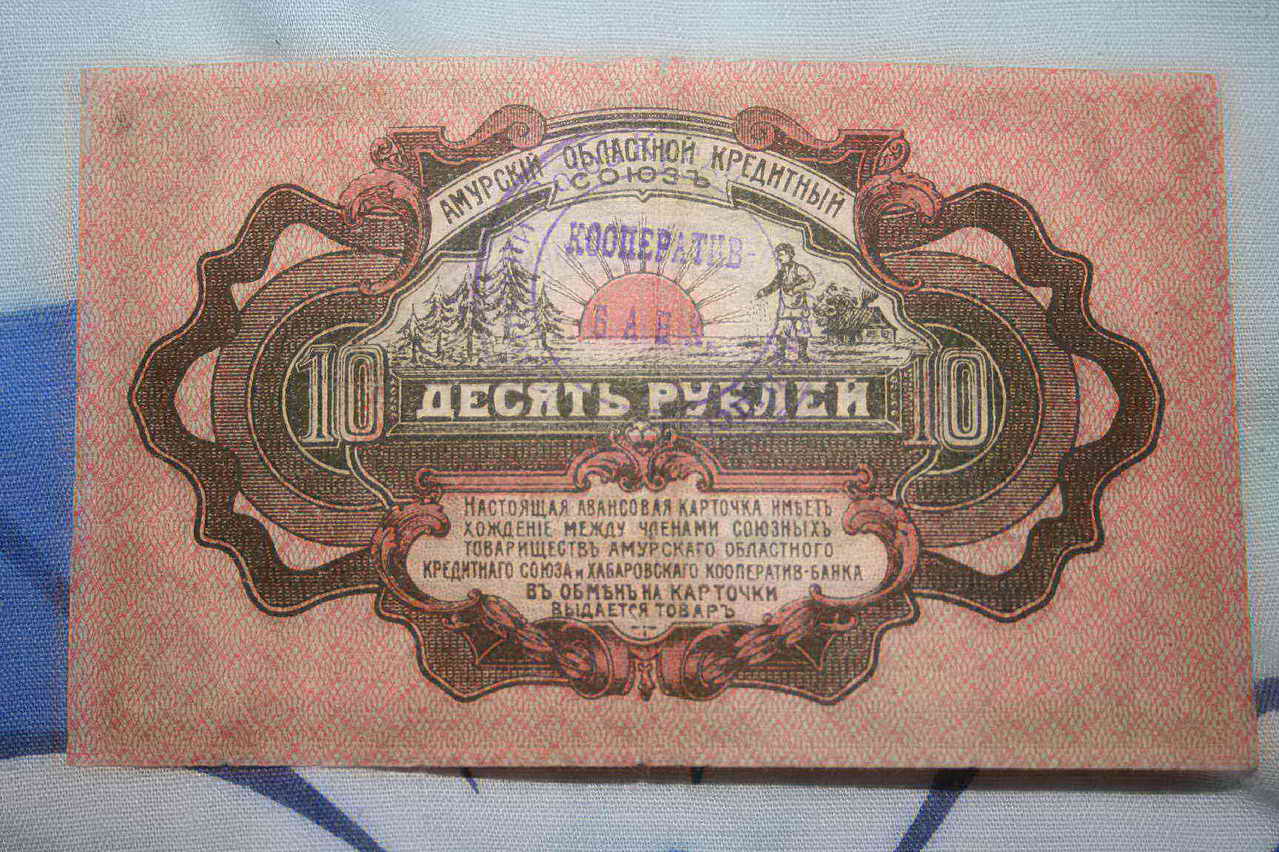 АМУРСКІЙ ОБЛАСТНОЙ КРЕДИТНЫЙ
СОЮЗЪ
КООПЕРАТИВ-
10 ДЕСЯТЬ РУБЛЕЙ 10
НАСТОЯЩАЯ АВАНСОВАЯ КАРТОЧКА ИМѢЕТЪ
ХОЖДЕНІЕ МЕЖДУ ЧЛЕНАМИ СОЮЗНЫХЪ
ТОВАРИЩЕСТВЪ АМУРСКАГО ОБЛАСТНОГО
КРЕДИТНАГО СОЮЗА и ХАБАРОВСКАГО КООПЕРАТИВ-БАНКА
ВЪ ОБМѢНЪ НА КАРТОЧКИ
ВЫДАЕТСЯ ТОВАРЪ